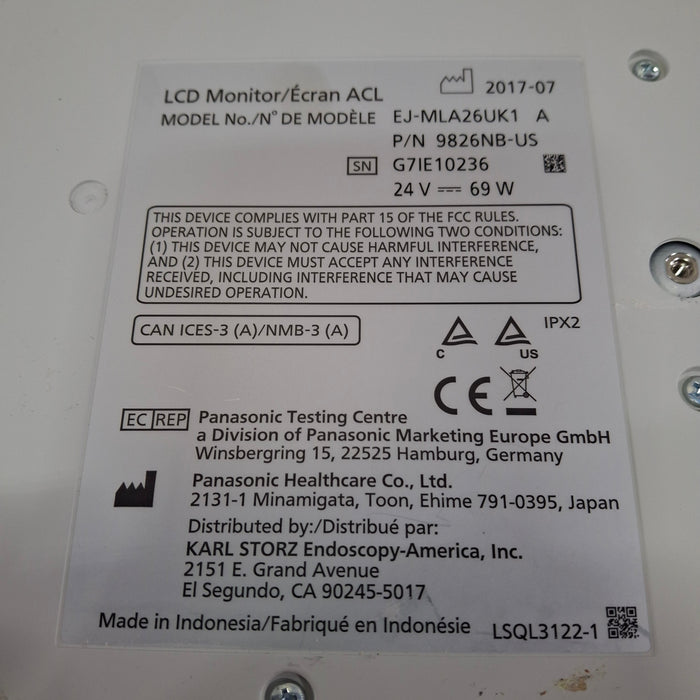 LCD Monitor/Écran ACL 2017-07
MODEL No./N° DE MODÈLE EJ-MLA26UK1 A
P/N 9826NB-US
SN G7IE10236
24 V ⎓ 69 W
THIS DEVICE COMPLIES WITH PART 15 OF THE FCC RULES.
OPERATION IS SUBJECT TO THE FOLLOWING TWO CONDITIONS:
(1) THIS DEVICE MAY NOT CAUSE HARMFUL INTERFERENCE,
AND (2) THIS DEVICE MUST ACCEPT ANY INTERFERENCE
RECEIVED, INCLUDING INTERFERENCE THAT MAY CAUSE
UNDESIRED OPERATION.
CAN ICES-3 (A)/NMB-3 (A)
C US IPX2
CE
EC REP Panasonic Testing Centre
a Division of Panasonic Marketing Europe GmbH
Winsbergring 15, 22525 Hamburg, Germany
Panasonic Healthcare Co., Ltd.
2131-1 Minamigata, Toon, Ehime 791-0395, Japan
Distributed by:/Distribué par:
KARL STORZ Endoscopy-America, Inc.
2151 E. Grand Avenue
El Segundo, CA 90245-5017
Made in Indonesia/Fabriqué en Indonésie LSQL3122-1